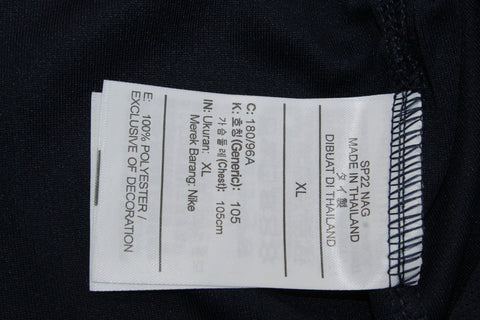 SP22 NAG
MADE IN THAILAND
タイ製
DIBUAT DI THAILAND
XL
C: 180/96A
K: 호칭 (Generic): 105
가슴둘레 (Chest): 105cm
IN: Ukuran: XL
Merek Barang: Nike
E: 100% POLYESTER /
EXCLUSIVE OF DECORATION